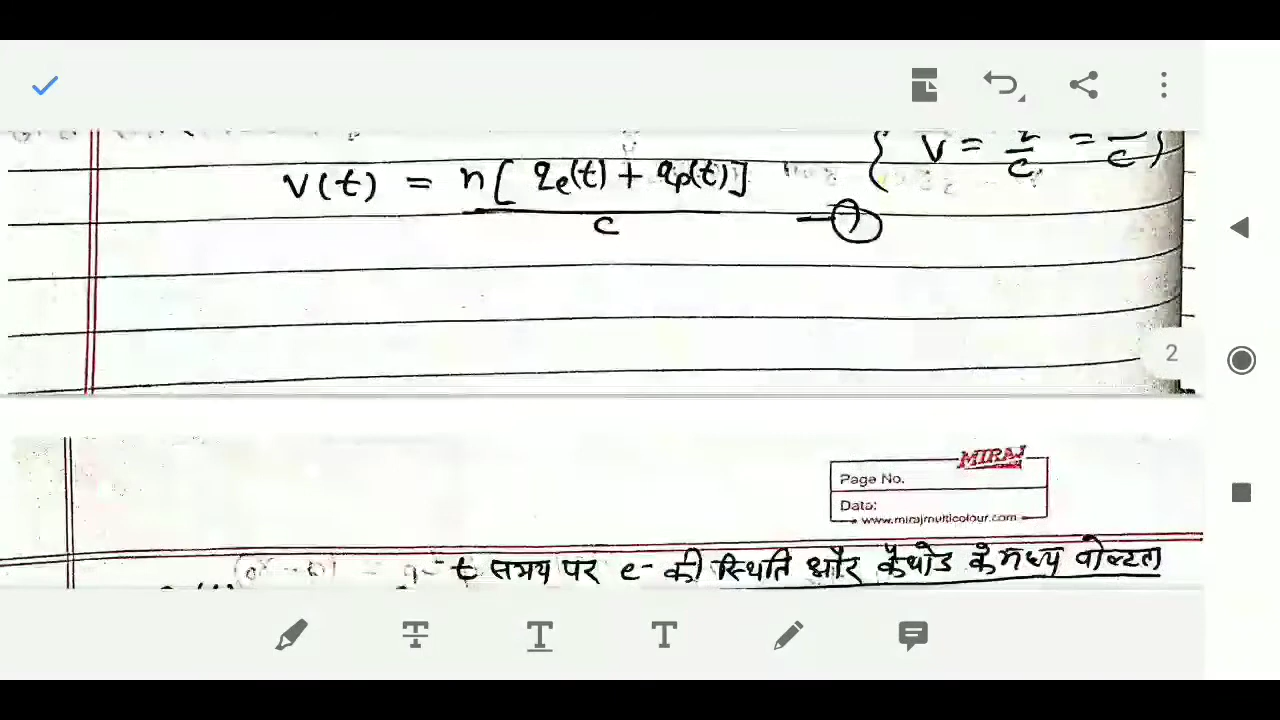 { V = q/c = /c }
V(t) = n[ qe(t) + qp(t)] / c —①
2
MIRAJ
Page No.
Date:
www.mirajmulticolour.com
t समय पर e- की स्थिति और कैथोड के मध्य वोल्टता
T
T
T